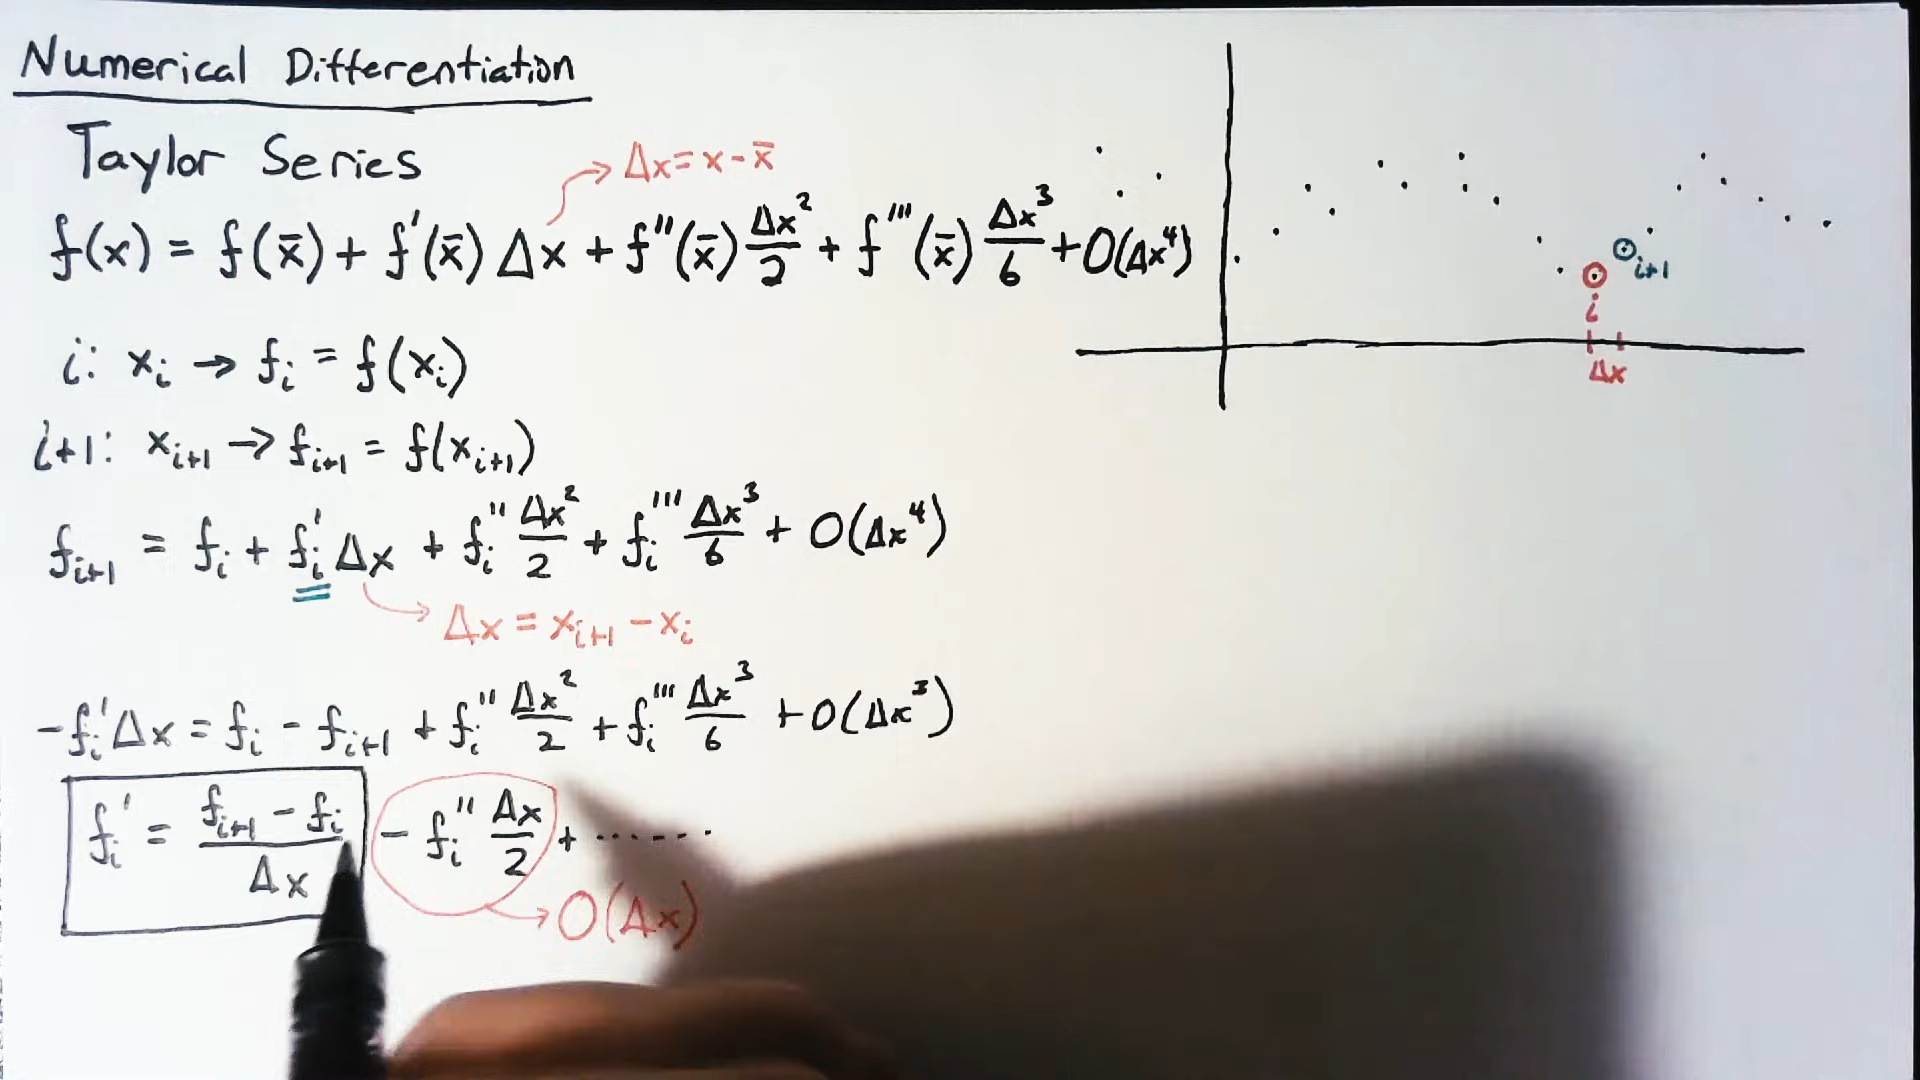 Numerical Differentiation
Taylor Series
Δx = x - x̄
f(x) = f(x̄) + f'(x̄) Δx + f''(x̄) Δx²/2 + f'''(x̄) Δx³/6 + O(Δx⁴)
i: xᵢ → fᵢ = f(xᵢ)
i+1: xᵢ₊₁ → fᵢ₊₁ = f(xᵢ₊₁)
fᵢ₊₁ = fᵢ + fᵢ' Δx + fᵢ'' Δx²/2 + fᵢ''' Δx³/6 + O(Δx⁴)
Δx = xᵢ₊₁ - xᵢ
-fᵢ'Δx = fᵢ - fᵢ₊₁ + fᵢ'' Δx²/2 + fᵢ''' Δx³/6 + O(Δx³)
fᵢ' = (fᵢ₊₁ - fᵢ)/Δx - fᵢ'' Δx/2 + .......
O(Δx)
i+1
i
Δx